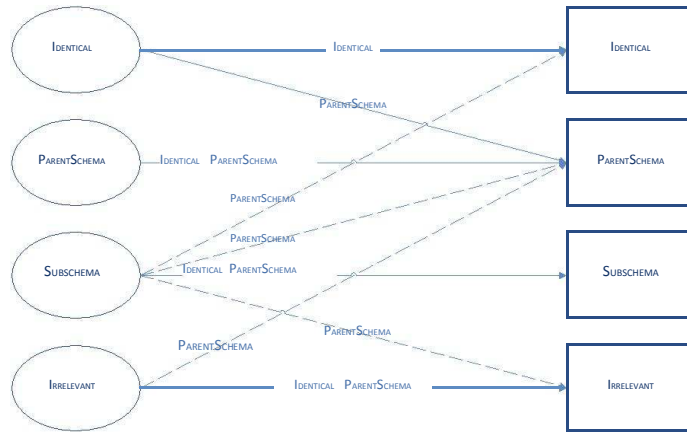 Identical Identical Identical
ParentSchema
ParentSchema Identical ParentSchema ParentSchema
ParentSchema
ParentSchema
Subschema Identical ParentSchema Subschema
ParentSchema
ParentSchema
Irrelevant Identical ParentSchema Irrelevant